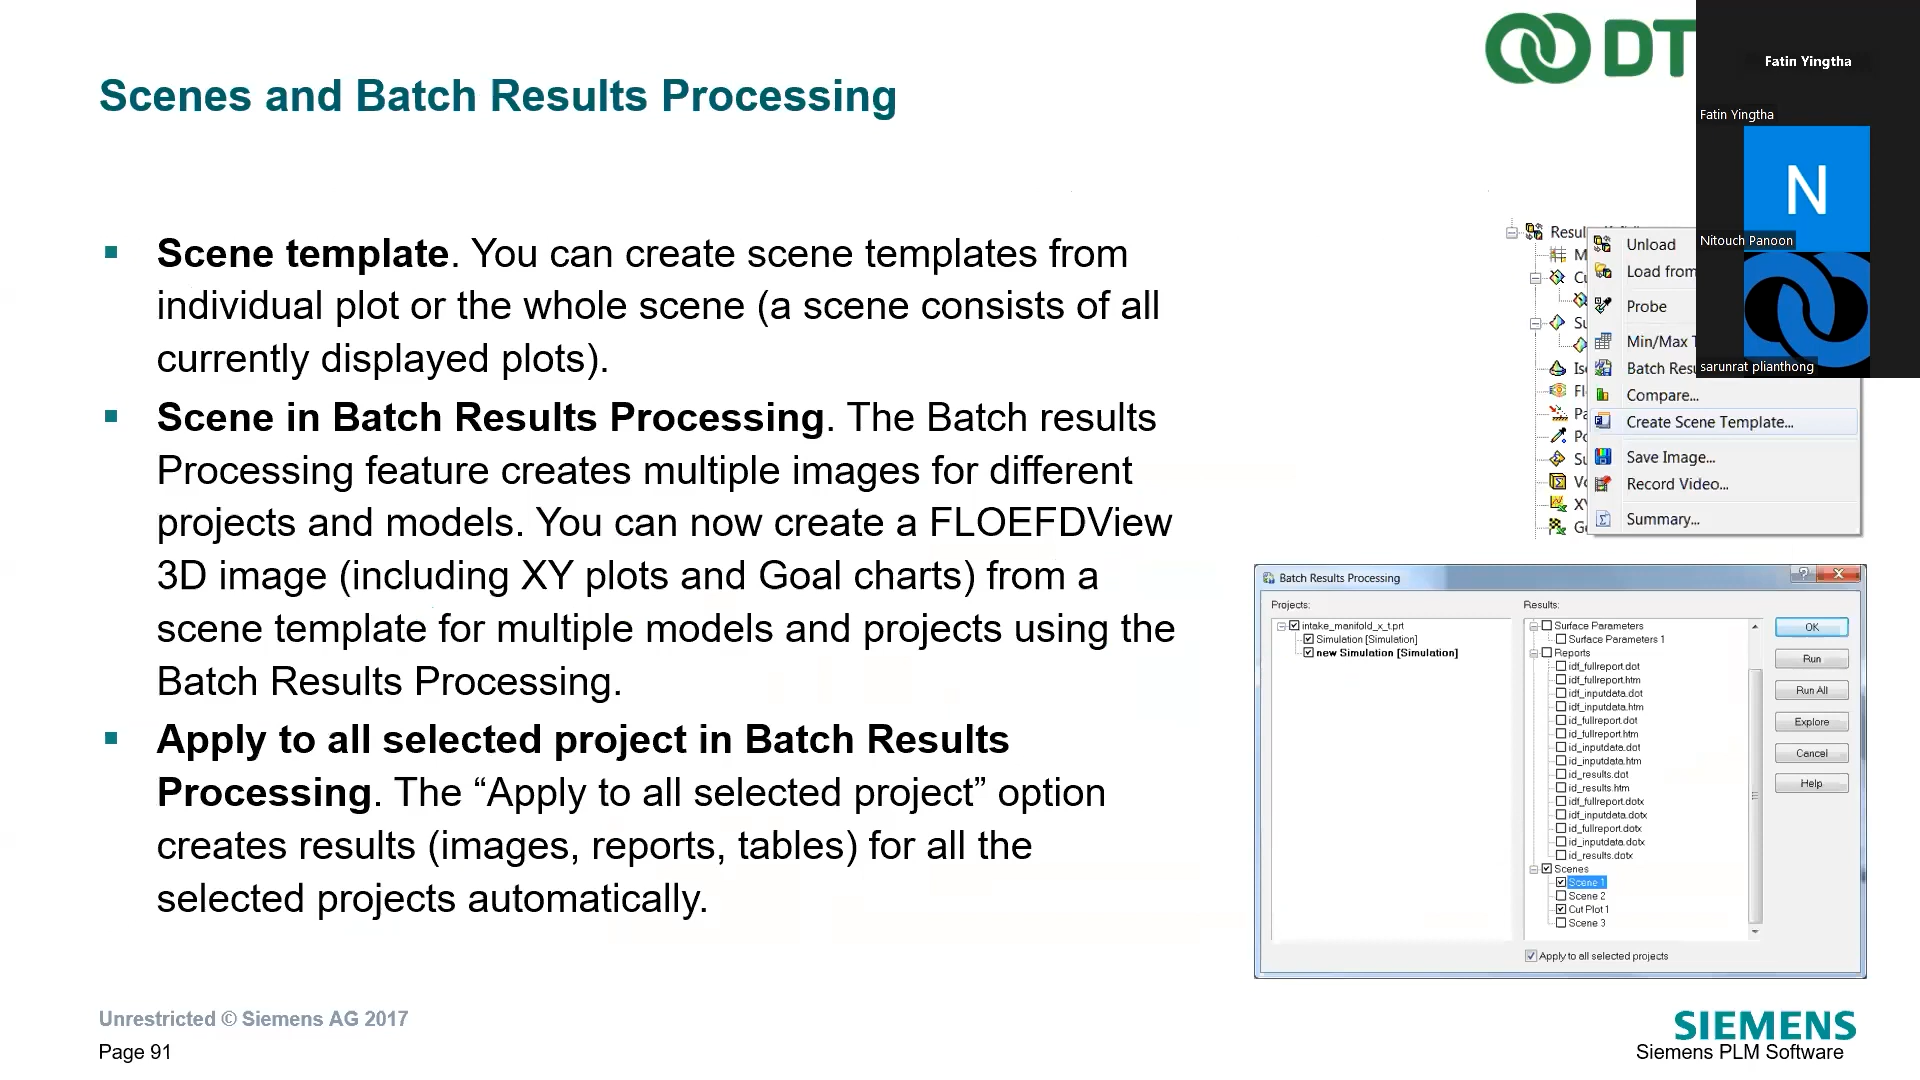 DT
Fatin Yingtha
Fatin Yingtha
N
Nitouch Panoon
sarunrat plianthong
Scenes and Batch Results Processing
Scene template. You can create scene templates from
individual plot or the whole scene (a scene consists of all
currently displayed plots).
Scene in Batch Results Processing. The Batch results
Processing feature creates multiple images for different
projects and models. You can now create a FLOEFDView
3D image (including XY plots and Goal charts) from a
scene template for multiple models and projects using the
Batch Results Processing.
Apply to all selected project in Batch Results
Processing. The “Apply to all selected project” option
creates results (images, reports, tables) for all the
selected projects automatically.
Unload
Load from
Probe
Min/Max
Batch Resu
Compare...
Create Scene Template...
Save Image...
Record Video...
Summary...
Batch Results Processing
Projects:
intake_manifold_x_t.prt
Simulation [Simulation]
new Simulation [Simulation]
Results:
Surface Parameters
Surface Parameters 1
Reports
idf_fullreport.dot
idf_fullreport.htm
idf_inputdata.dot
idf_inputdata.htm
id_fullreport.dot
id_fullreport.htm
id_inputdata.dot
id_inputdata.htm
id_results.dot
id_results.htm
idf_fullreport.dotx
idf_inputdata.dotx
id_fullreport.dotx
id_inputdata.dotx
id_results.dotx
Scenes
Scene 1
Scene 2
Cut Plot 1
Scene 3
Apply to all selected projects
OK
Run
Run All
Explore
Cancel
Help
Unrestricted © Siemens AG 2017
Page 91
SIEMENS
Siemens PLM Software